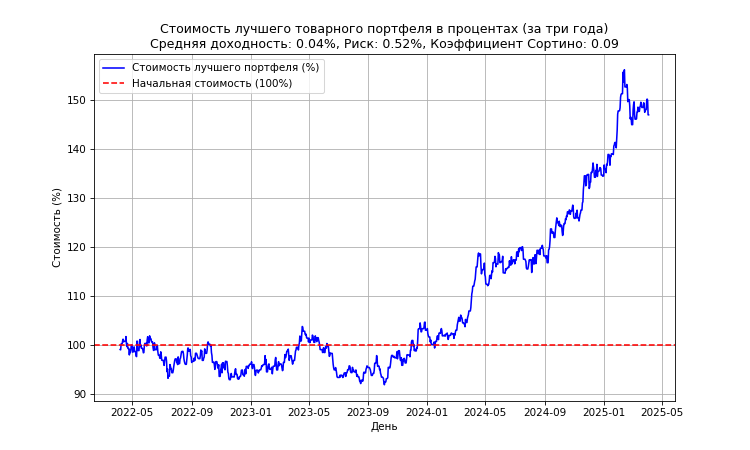 Стоимость лучшего товарного портфеля в процентах (за три года)
Средняя доходность: 0.04%, Риск: 0.52%, Коэффициент Сортино: 0.09
Стоимость лучшего портфеля (%)
Начальная стоимость (100%)
Стоимость (%)
150
140
130
120
110
100
90
2022-05 2022-09 2023-01 2023-05 2023-09 2024-01 2024-05 2024-09 2025-01 2025-05
День